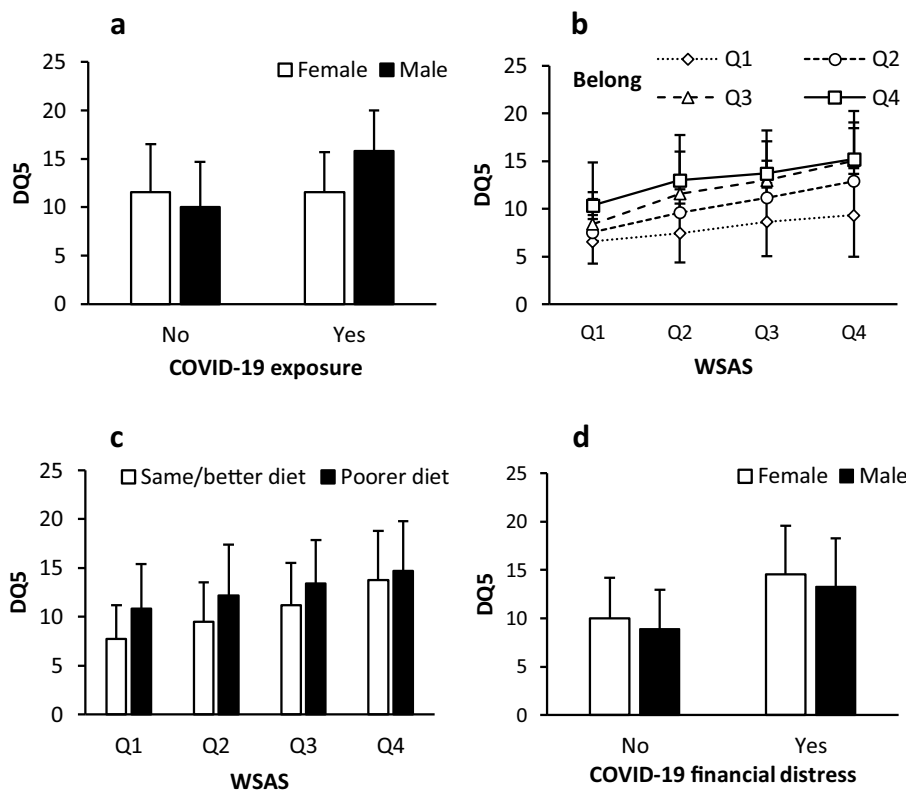 a
25
20
15
10
5
0
DQ5
Female Male
No Yes
COVID-19 exposure
b
25
20
15
10
5
0
DQ5
Belong
Q1 Q2
Q3 Q4
Q1 Q2 Q3 Q4
WSAS
c
25
20
15
10
5
0
DQ5
Same/better diet Poorer diet
Q1 Q2 Q3 Q4
WSAS
d
25
20
15
10
5
0
DQ5
Female Male
No Yes
COVID-19 financial distress